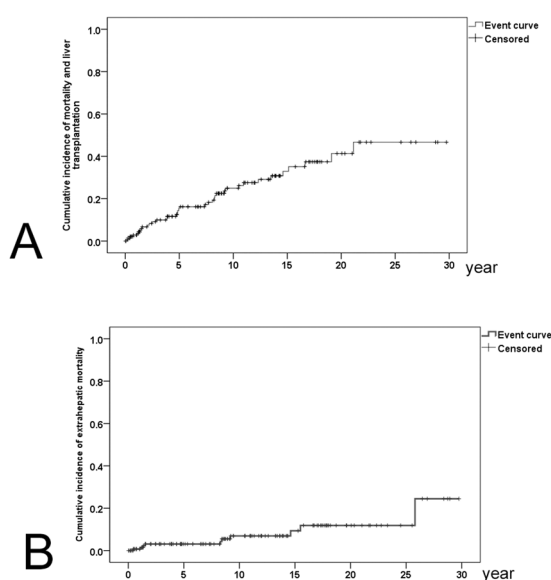 Event curve
Censored
1.0
0.8
0.6
0.4
0.2
0.0
Cumulative incidence of mortality and liver
transplantation
0 5 10 15 20 25 30
year
A
Event curve
Censored
1.0
0.8
0.6
0.4
0.2
0.0
Cumulative incidence of extrahepatic mortality
0 5 10 15 20 25 30
year
B